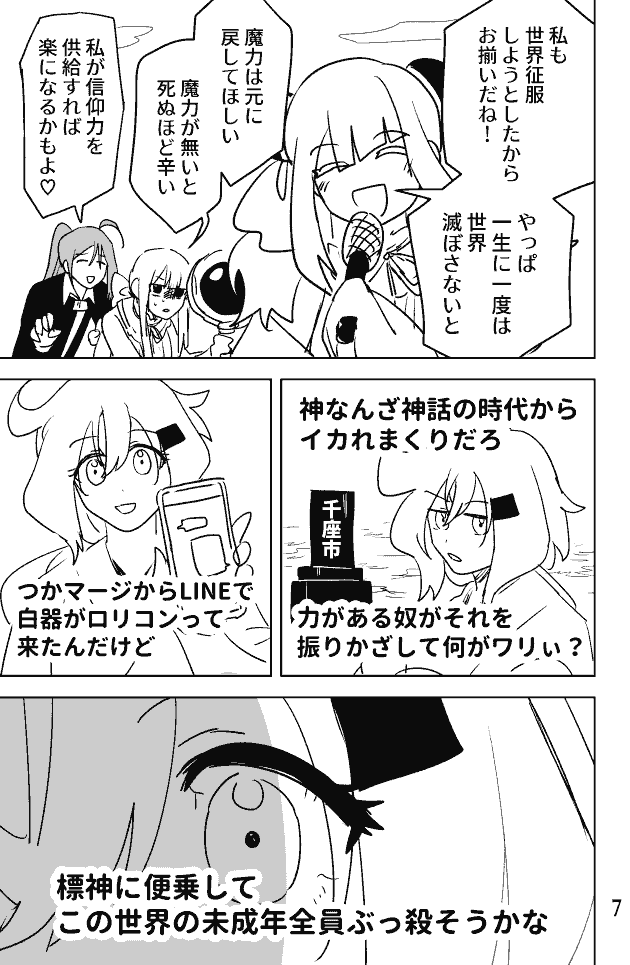 私も
世界征服
しようとしたから
お揃いだね！
やっぱ
一生に一度は
世界
滅ぼさないと
魔力は元に
戻してほしい
魔力が無いと
死ぬほど辛い
私が信仰力を
供給すれば
楽になるかもよ♡
神なんざ神話の時代から
イカれまくりだろ
千座市
力がある奴がそれを
振りかざして何がワリぃ？
つかマージからLINEで
白器がロリコンって
来たんだけど
標神に便乗して
この世界の未成年全員ぶっ殺そうかな
7